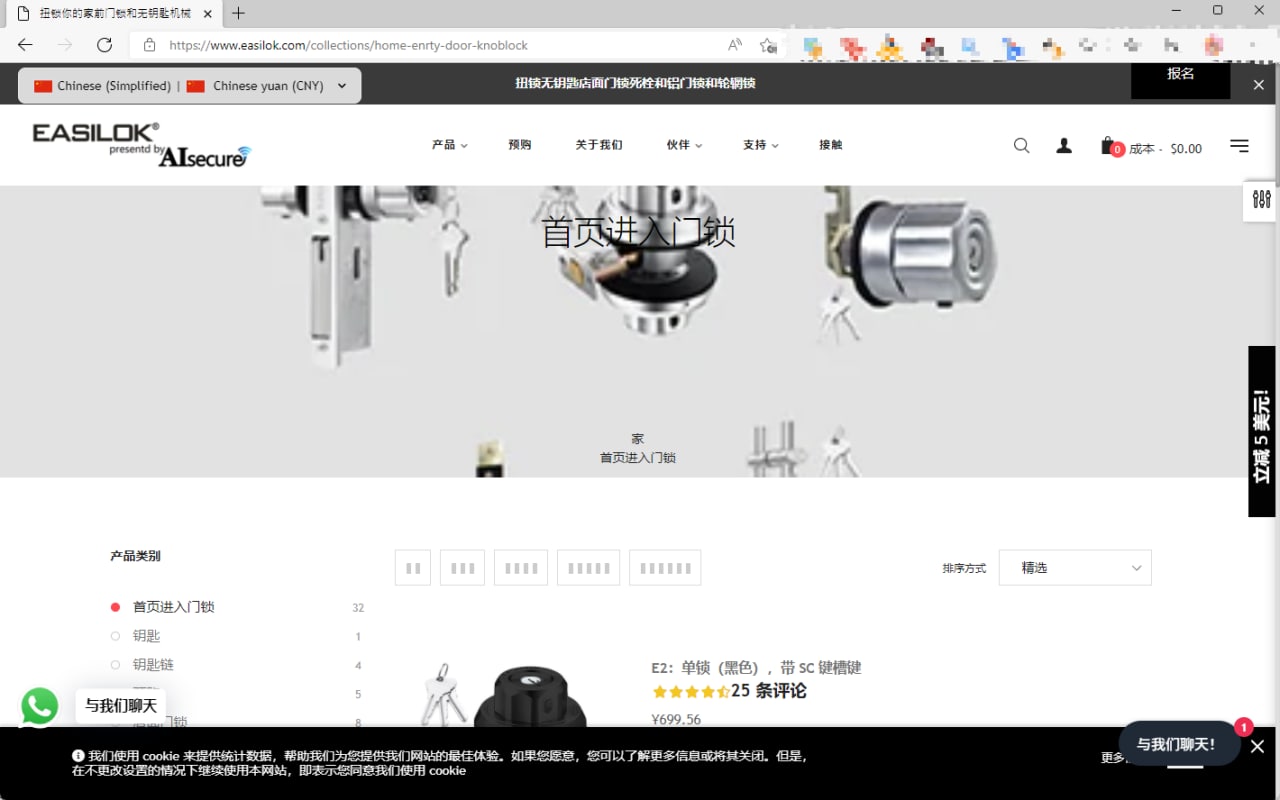 扭锁你的家前门锁和无钥匙机械
https://www.easilok.com/collections/home-enrty-door-knoblock
Chinese (Simplified) | Chinese yuan (CNY)
扭锁无钥匙店面门锁死栓和铝门锁和轮辋锁
报名
EASILOK®
presentd by AIsecure
产品
预购
关于我们
伙伴
支持
接触
0
成本 - $0.00
首页进入门锁
立减 5 美元!
家
首页进入门锁
产品类别
排序方式
精选
首页进入门锁 32
钥匙 1
钥匙链 4
5
门锁 8
E2：单锁（黑色），带 SC 键槽键
25 条评论
¥699.56
与我们聊天
我们使用 cookie 来提供统计数据，帮助我们为您提供我们网站的最佳体验。如果您愿意，您可以了解更多信息或将其关闭。但是，
在不更改设置的情况下继续使用本网站，即表示您同意我们使用 cookie
更多
与我们聊天！
1